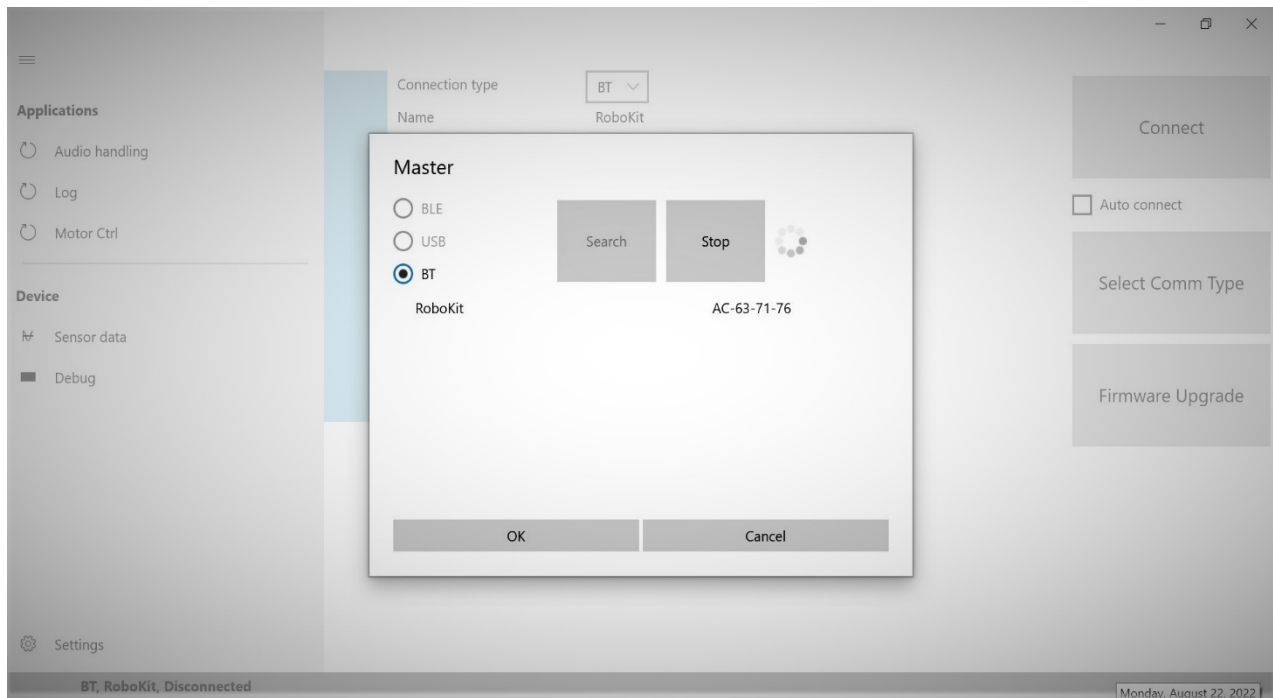 Applications
Audio handling
Log
Motor Ctrl
Device
Sensor data
Debug
Settings
Connection type BT
Name RoboKit
Master
BLE
USB
BT
Search Stop
RoboKit AC-63-71-76
OK Cancel
Connect
Auto connect
Select Comm Type
Firmware Upgrade
BT, RoboKit, Disconnected
Monday, August 22, 2022